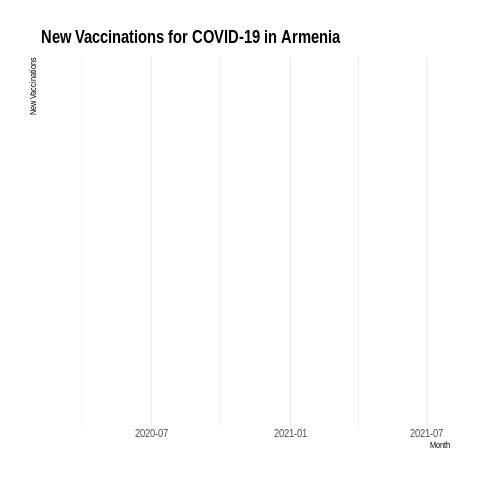 New Vaccinations for COVID-19 in Armenia
New Vaccinations
2020-07
2021-01
2021-07
Month